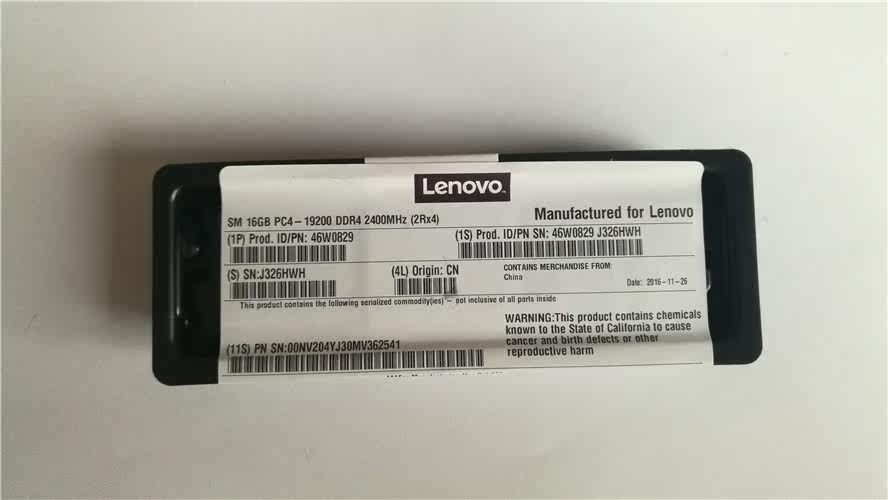 Lenovo
SM 16GB PC4-19200 DDR4 2400MHz (2Rx4)
Manufactured for Lenovo
(1P) Prod. ID/PN: 46W0829
(1S) Prod. ID/PN SN: 46W0829 J326HWH
(S) SN:J326HWH
(4L) Origin: CN
CONTAINS MERCHANDISE FROM:
China
Date: 2016-11-26
This product contains the following serialized commodity(ies) - not inclusive of all parts inside
WARNING:This product contains chemicals
known to the State of California to cause
cancer and birth defects or other
reproductive harm
(11S) PN SN:00NV204YJ30MV362541